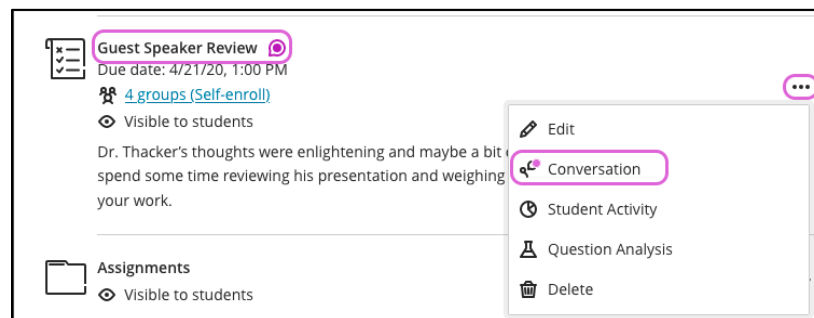 Guest Speaker Review
Due date: 4/21/20, 1:00 PM
4 groups (Self-enroll)
Visible to students
Dr. Thacker's thoughts were enlightening and maybe a bit
spend some time reviewing his presentation and weighing
your work.
Edit
Conversation
Student Activity
Question Analysis
Delete
Assignments
Visible to students